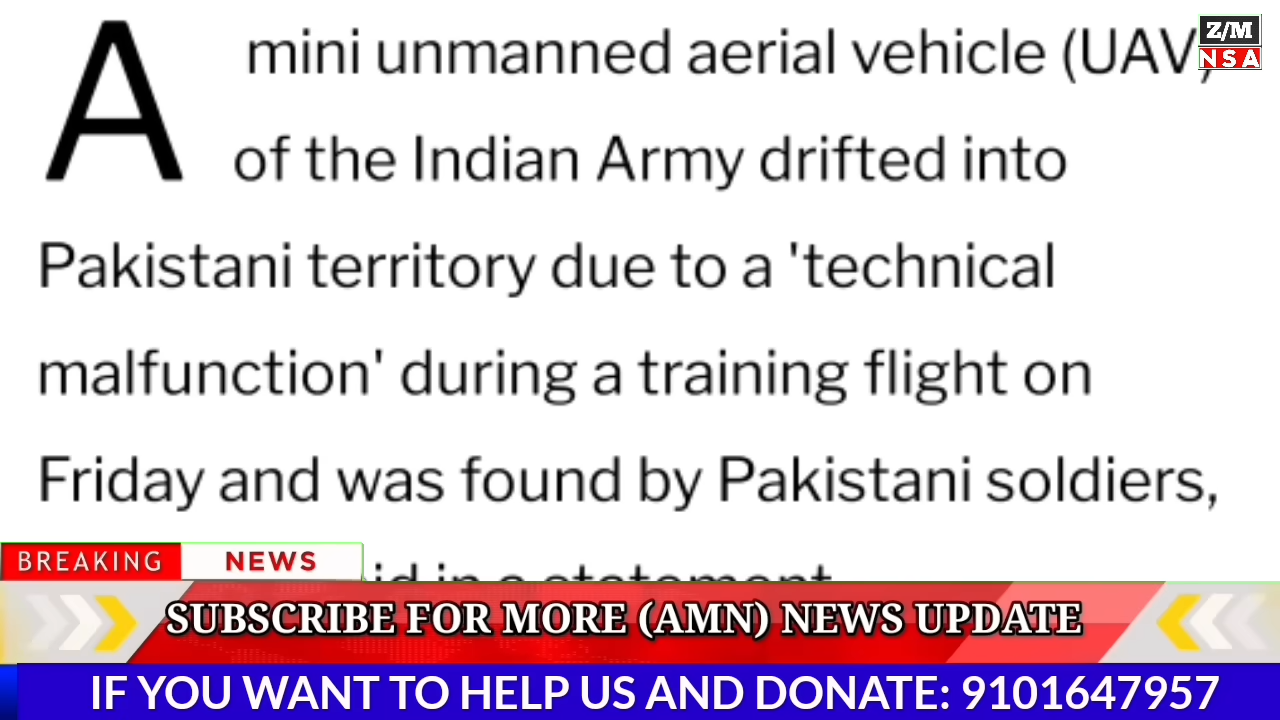 A mini unmanned aerial vehicle (UAV)
of the Indian Army drifted into
Pakistani territory due to a 'technical
malfunction' during a training flight on
Friday and was found by Pakistani soldiers,
in a statement
Z/M
NSA
BREAKING NEWS
SUBSCRIBE FOR MORE (AMN) NEWS UPDATE
IF YOU WANT TO HELP US AND DONATE: 9101647957